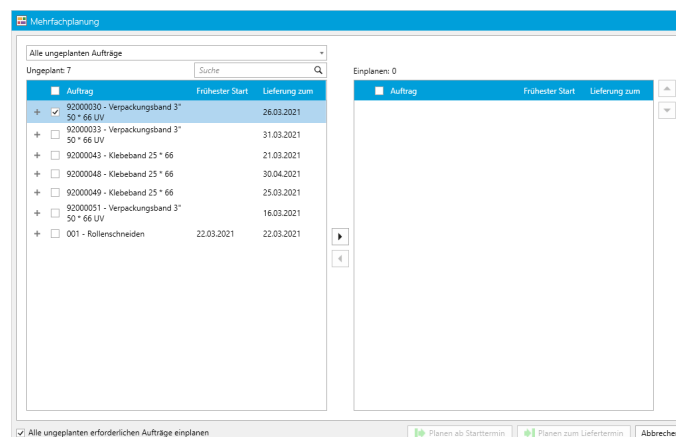 Mehrfachplanung
Alle ungeplanten Aufträge
Ungeplant: 7
Suche
Einplanen: 0
Auftrag Frühester Start Lieferung zum
Auftrag Frühester Start Lieferung zum
92000030 - Verpackungsband 3"
50 * 66 UV
26.03.2021
92000033 - Verpackungsband 3"
50 * 66 UV
31.03.2021
92000043 - Klebeband 25 * 66 21.03.2021
92000048 - Klebeband 25 * 66 30.04.2021
92000049 - Klebeband 25 * 66 25.03.2021
92000051 - Verpackungsband 3"
50 * 66 UV
16.03.2021
001 - Rollenschneiden 22.03.2021 22.03.2021
Alle ungeplanten erforderlichen Aufträge einplanen
Planen ab Starttermin
Planen zum Liefertermin
Abbrechen